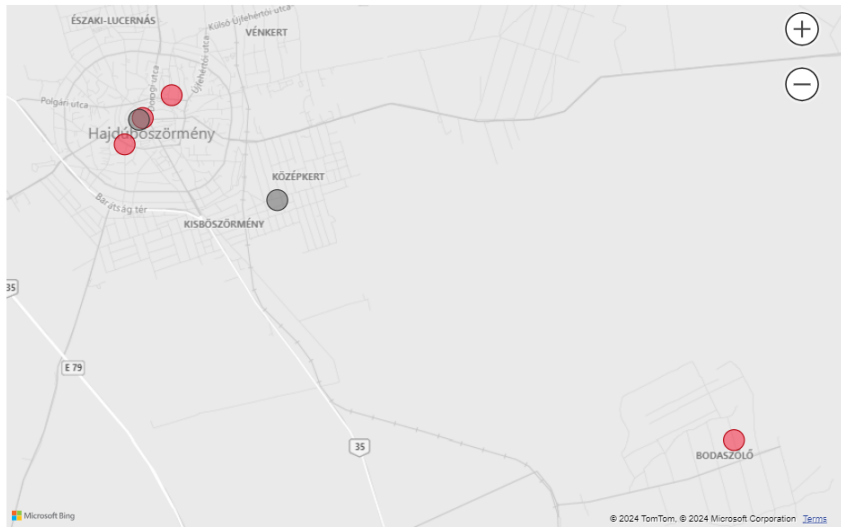 ÉSZAKI-LUCERNÁS
Külső Újfehértói utca
VÉNKERT
Újfehértói utca
Polgári utca
Hajdúböszörmény
KÖZÉPKERT
Barátság tér
KISBÖSZÖRMÉNY
35
E 79
35
BODASZŐLŐ
Microsoft Bing
© 2024 TomTom, © 2024 Microsoft Corporation Terms